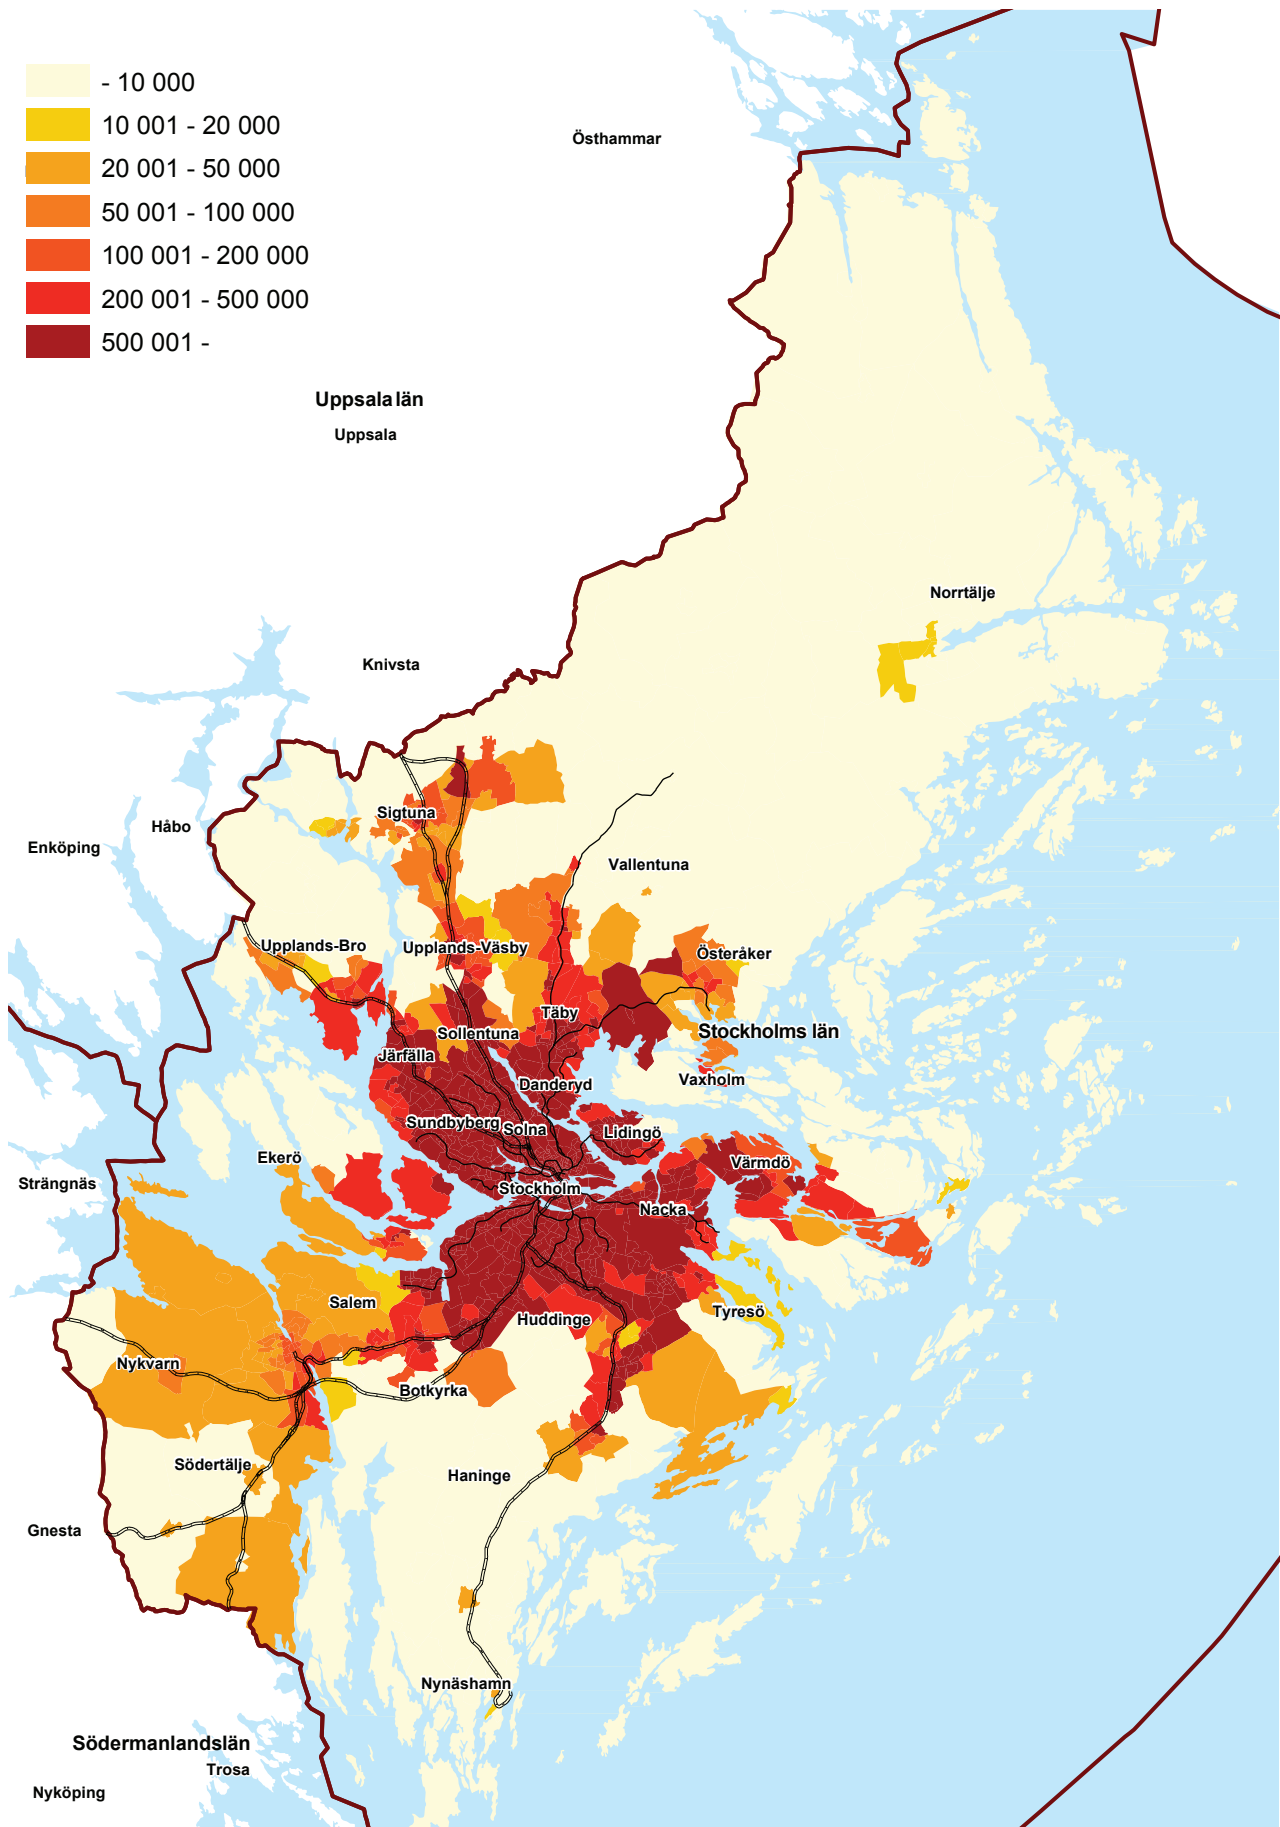 - 10 000
10 001 - 20 000
20 001 - 50 000
50 001 - 100 000
100 001 - 200 000
200 001 - 500 000
500 001 -
Östhammar
Uppsala län
Uppsala
Norrtälje
Knivsta
Sigtuna
Håbo
Enköping
Vallentuna
Upplands-Bro
Upplands-Väsby
Österåker
Täby
Sollentuna
Stockholms län
Järfälla
Vaxholm
Danderyd
Sundbyberg
Solna
Lidingö
Ekerö
Värmdö
Strängnäs
Stockholm
Nacka
Salem
Tyresö
Huddinge
Nykvarn
Botkyrka
Södertälje
Haninge
Gnesta
Nynäshamn
Södermanlands län
Trosa
Nyköping